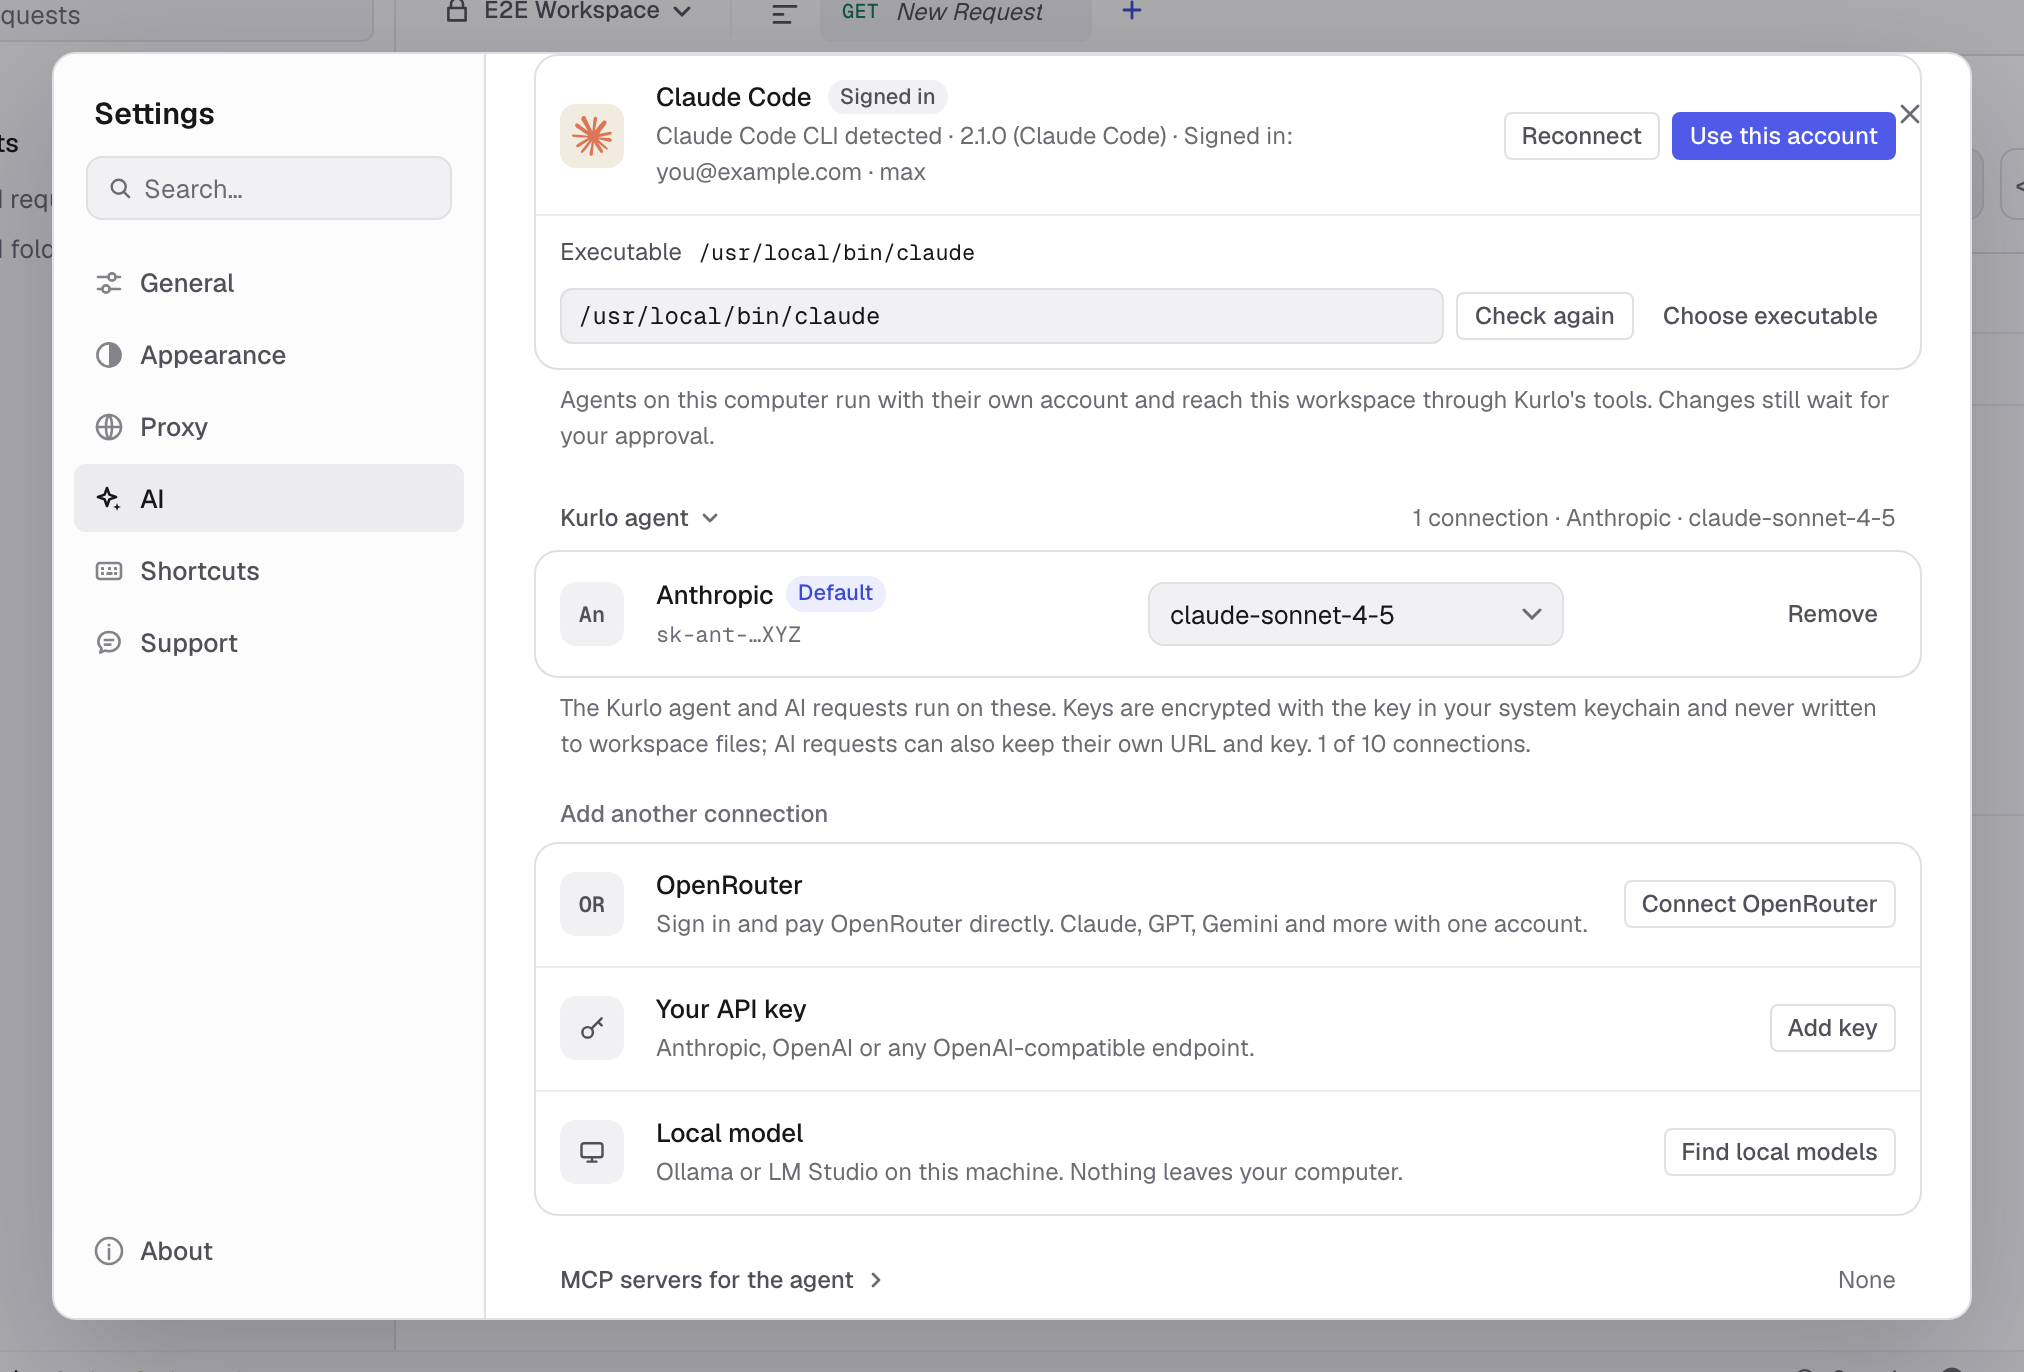 quests
E2E Workspace
GET New Request
Settings
Search...
General
Appearance
Proxy
AI
Shortcuts
Support
About
ts
Claude Code Signed in
Claude Code CLI detected · 2.1.0 (Claude Code) · Signed in:
you@example.com · max
Reconnect
Use this account
Executable /usr/local/bin/claude
/usr/local/bin/claude
Check again
Choose executable
Agents on this computer run with their own account and reach this workspace through Kurlo's tools. Changes still wait for
your approval.
Kurlo agent
1 connection · Anthropic · claude-sonnet-4-5
An
Anthropic Default
sk-ant-…XYZ
claude-sonnet-4-5
Remove
The Kurlo agent and AI requests run on these. Keys are encrypted with the key in your system keychain and never written
to workspace files; AI requests can also keep their own URL and key. 1 of 10 connections.
Add another connection
OR
OpenRouter
Sign in and pay OpenRouter directly. Claude, GPT, Gemini and more with one account.
Connect OpenRouter
Your API key
Anthropic, OpenAI or any OpenAI-compatible endpoint.
Add key
Local model
Ollama or LM Studio on this machine. Nothing leaves your computer.
Find local models
MCP servers for the agent
None